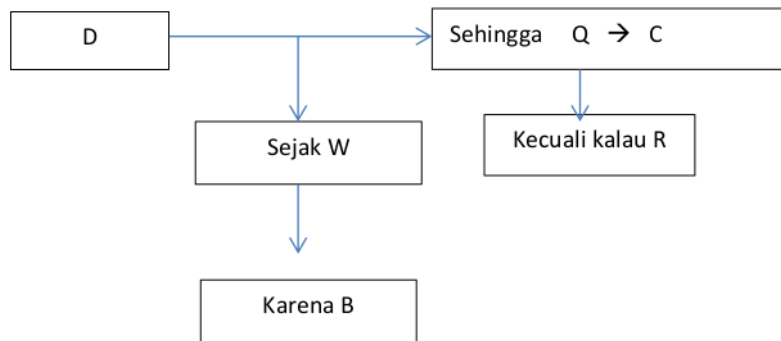 D
Sehingga Q → C
Sejak W
Kecuali kalau R
Karena B